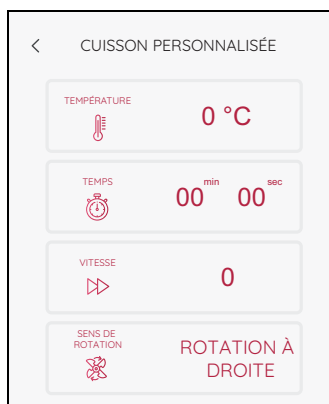 CUISSON PERSONNALISÉE
TEMPÉRATURE
0 °C
TEMPS
00 min 00 sec
VITESSE
0
SENS DE
ROTATION
ROTATION À
DROITE